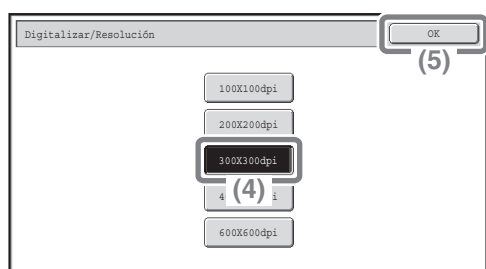 Digitalizar/Resolución
OK
(5)
100X100dpi
200X200dpi
300X300dpi
(4)
600X600dpi